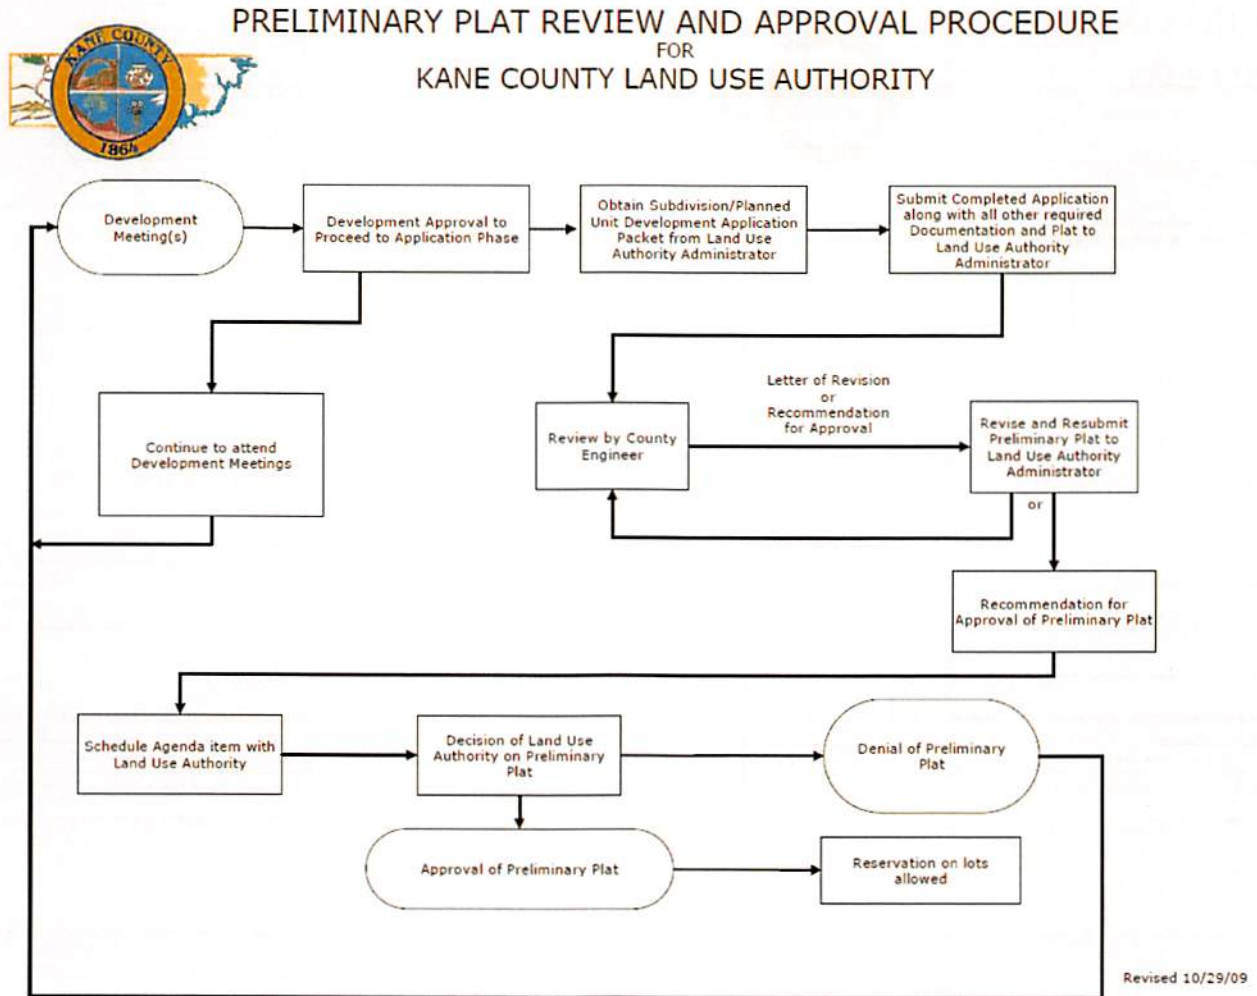 PRELIMINARY PLAT REVIEW AND APPROVAL PROCEDURE
FOR
KANE COUNTY LAND USE AUTHORITY
KANE COUNTY
1864
Development
Meeting(s)
Development Approval to
Proceed to Application Phase
Obtain Subdivision/Planned
Unit Development Application
Packet from Land Use
Authority Administrator
Submit Completed Application
along with all other required
Documentation and Plat to
Land Use Authority
Administrator
Continue to attend
Development Meetings
Review by County
Engineer
Letter of Revision
or
Recommendation
for Approval
Revise and Resubmit
Preliminary Plat to
Land Use Authority
Administrator
or
Recommendation for
Approval of Preliminary Plat
Schedule Agenda item with
Land Use Authority
Decision of Land Use
Authority on Preliminary
Plat
Denial of Preliminary
Plat
Approval of Preliminary Plat
Reservation on lots
allowed
Revised 10/29/09